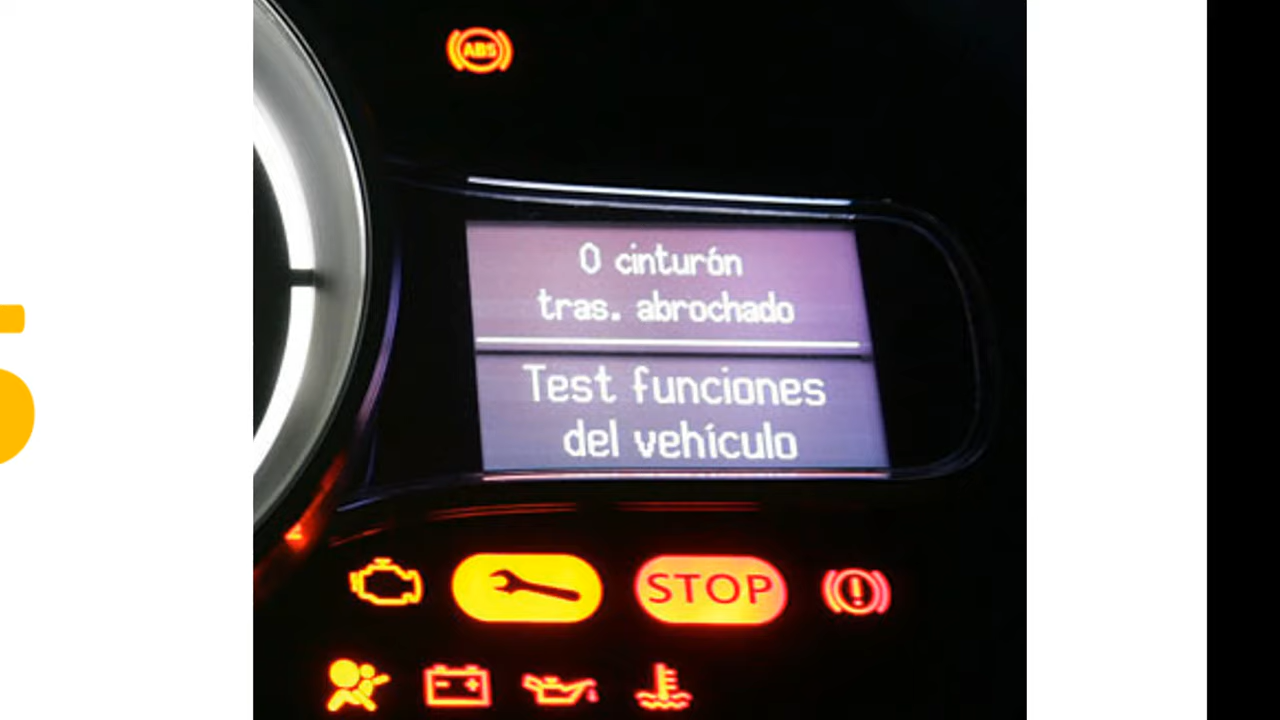 ABS
0 cinturón
tras. abrochado
Test funciones
del vehículo
STOP